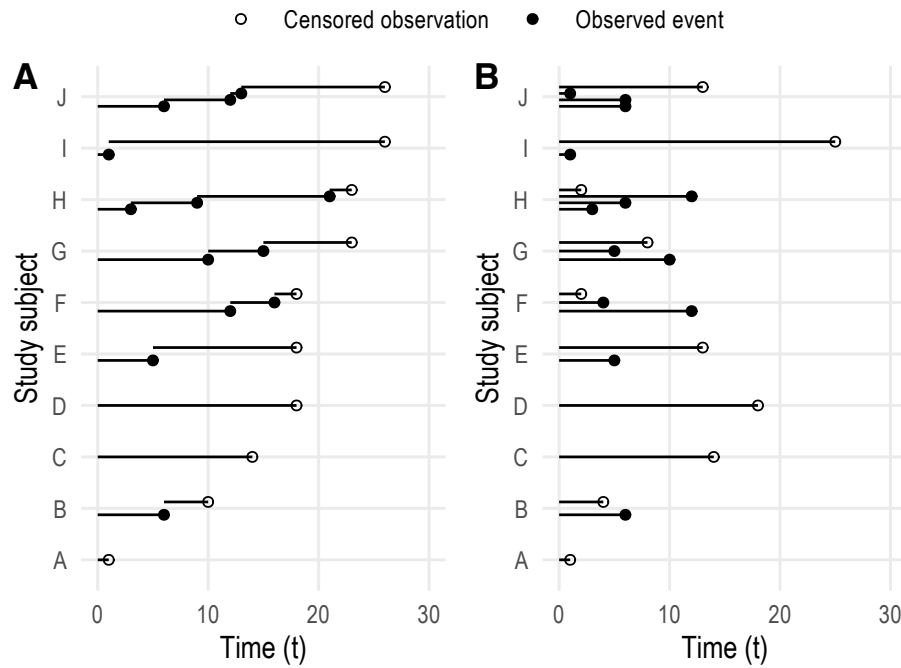 Censored observation Observed event
A B
Study subject
J
I
H
G
F
E
D
C
B
A
0 10 20 30
Time (t)
Study subject
J
I
H
G
F
E
D
C
B
A
0 10 20 30
Time (t)